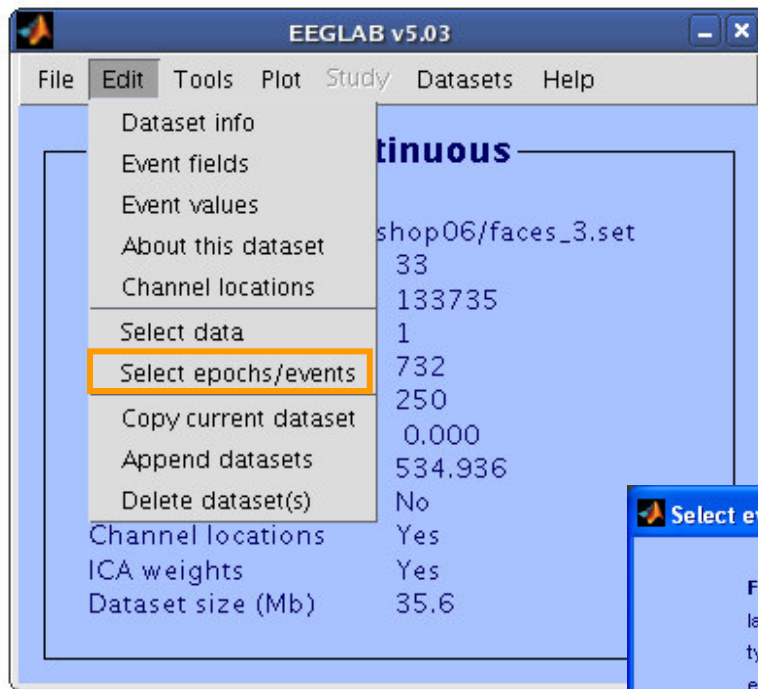 EEGLAB v5.03
File Edit Tools Plot Study Datasets Help
Dataset info
Event fields
Event values
About this dataset
Channel locations
Select data
Select epochs/events
Copy current dataset
Append datasets
Delete dataset(s)
tinuous
shop06/faces_3.set
33
133735
1
732
250
0.000
534.936
No
Channel locations Yes
ICA weights Yes
Dataset size (Mb) 35.6
Select e
F
la
ty
e